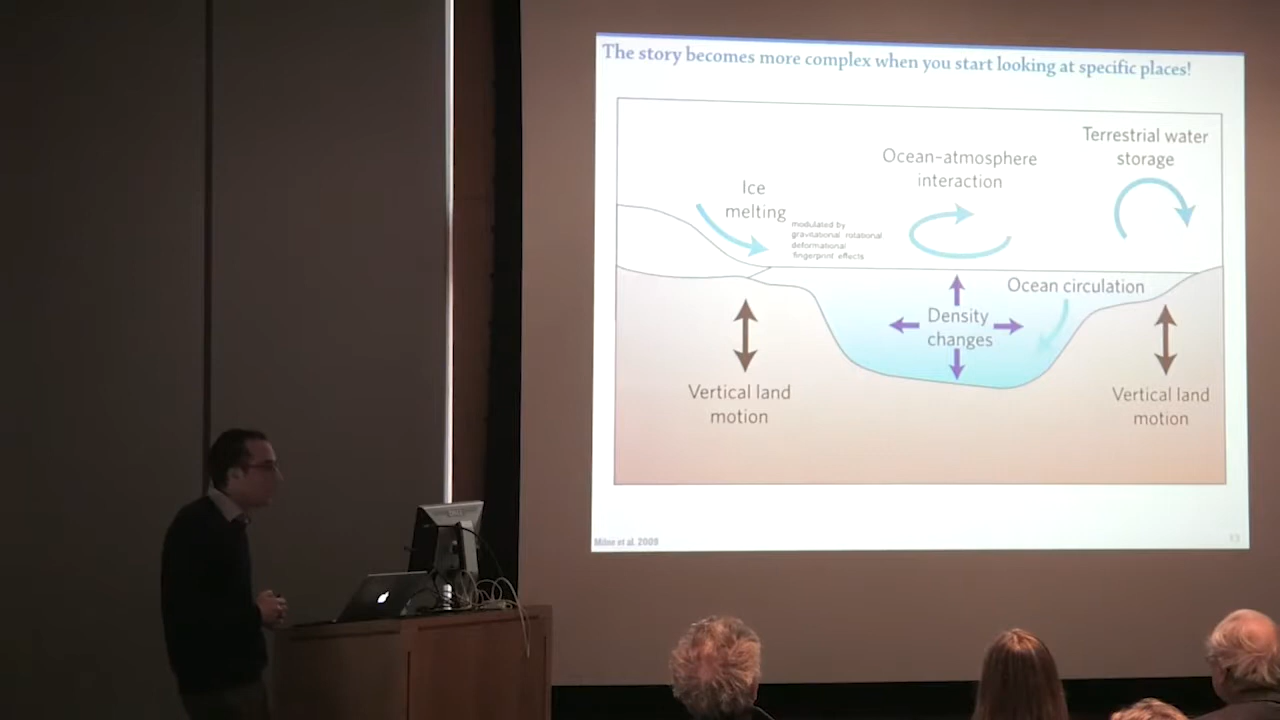 The story becomes more complex when you start looking at specific places!
Terrestrial water
storage
Ocean-atmosphere
interaction
Ice
melting
modulated by
gravitational rotational
deformational
fingerprint effects
Ocean circulation
Density
changes
Vertical land
motion
Vertical land
motion
Milne et al. 2009
13